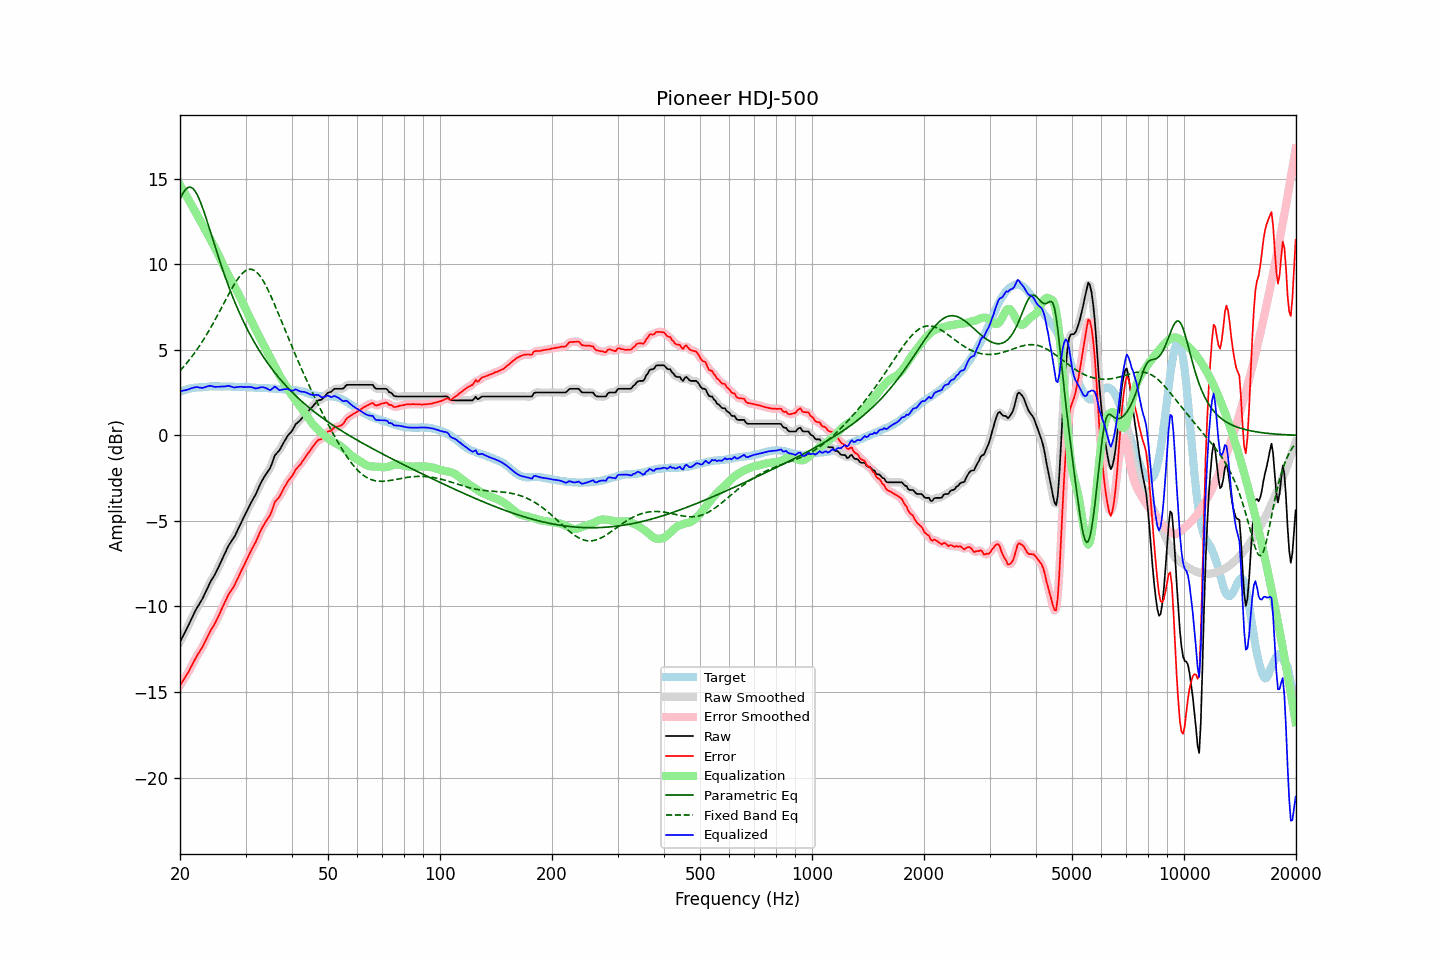 Pioneer HDJ-500
Amplitude (dBr)
15
10
5
0
−5
−10
−15
−20
Target
Raw Smoothed
Error Smoothed
Raw
Error
Equalization
Parametric Eq
Fixed Band Eq
Equalized
20 50 100 200 500 1000 2000 5000 10000 20000
Frequency (Hz)